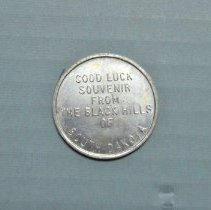 GOOD LUCK
SOUVENIR
FROM
THE BLACK HILLS
OF
SOUTH DAKOTA